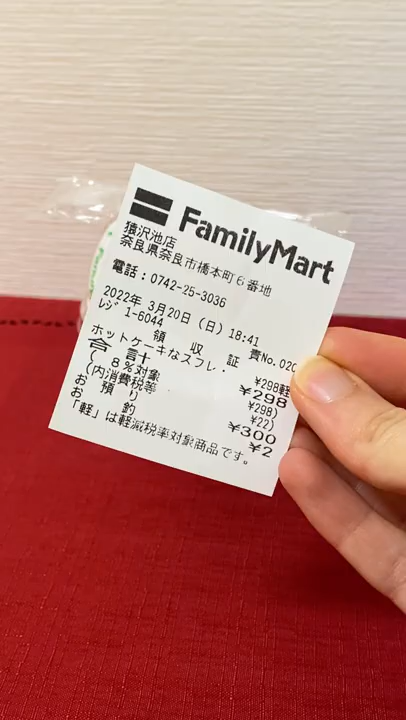 FamilyMart
猿沢池店
奈良県奈良市橋本町6番地
電話：0742-25-3036
2022年 3月20日（日）18:41
ﾚｼﾞ 1-6044 責No.020
領 収 証
ホットケーキなスフレ・ ¥298軽
合 計 ¥298
（ 8％対象 ¥298）
（内消費税等 ¥22）
お 預 り ¥300
お 釣 ¥2
「軽」は軽減税率対象商品です。